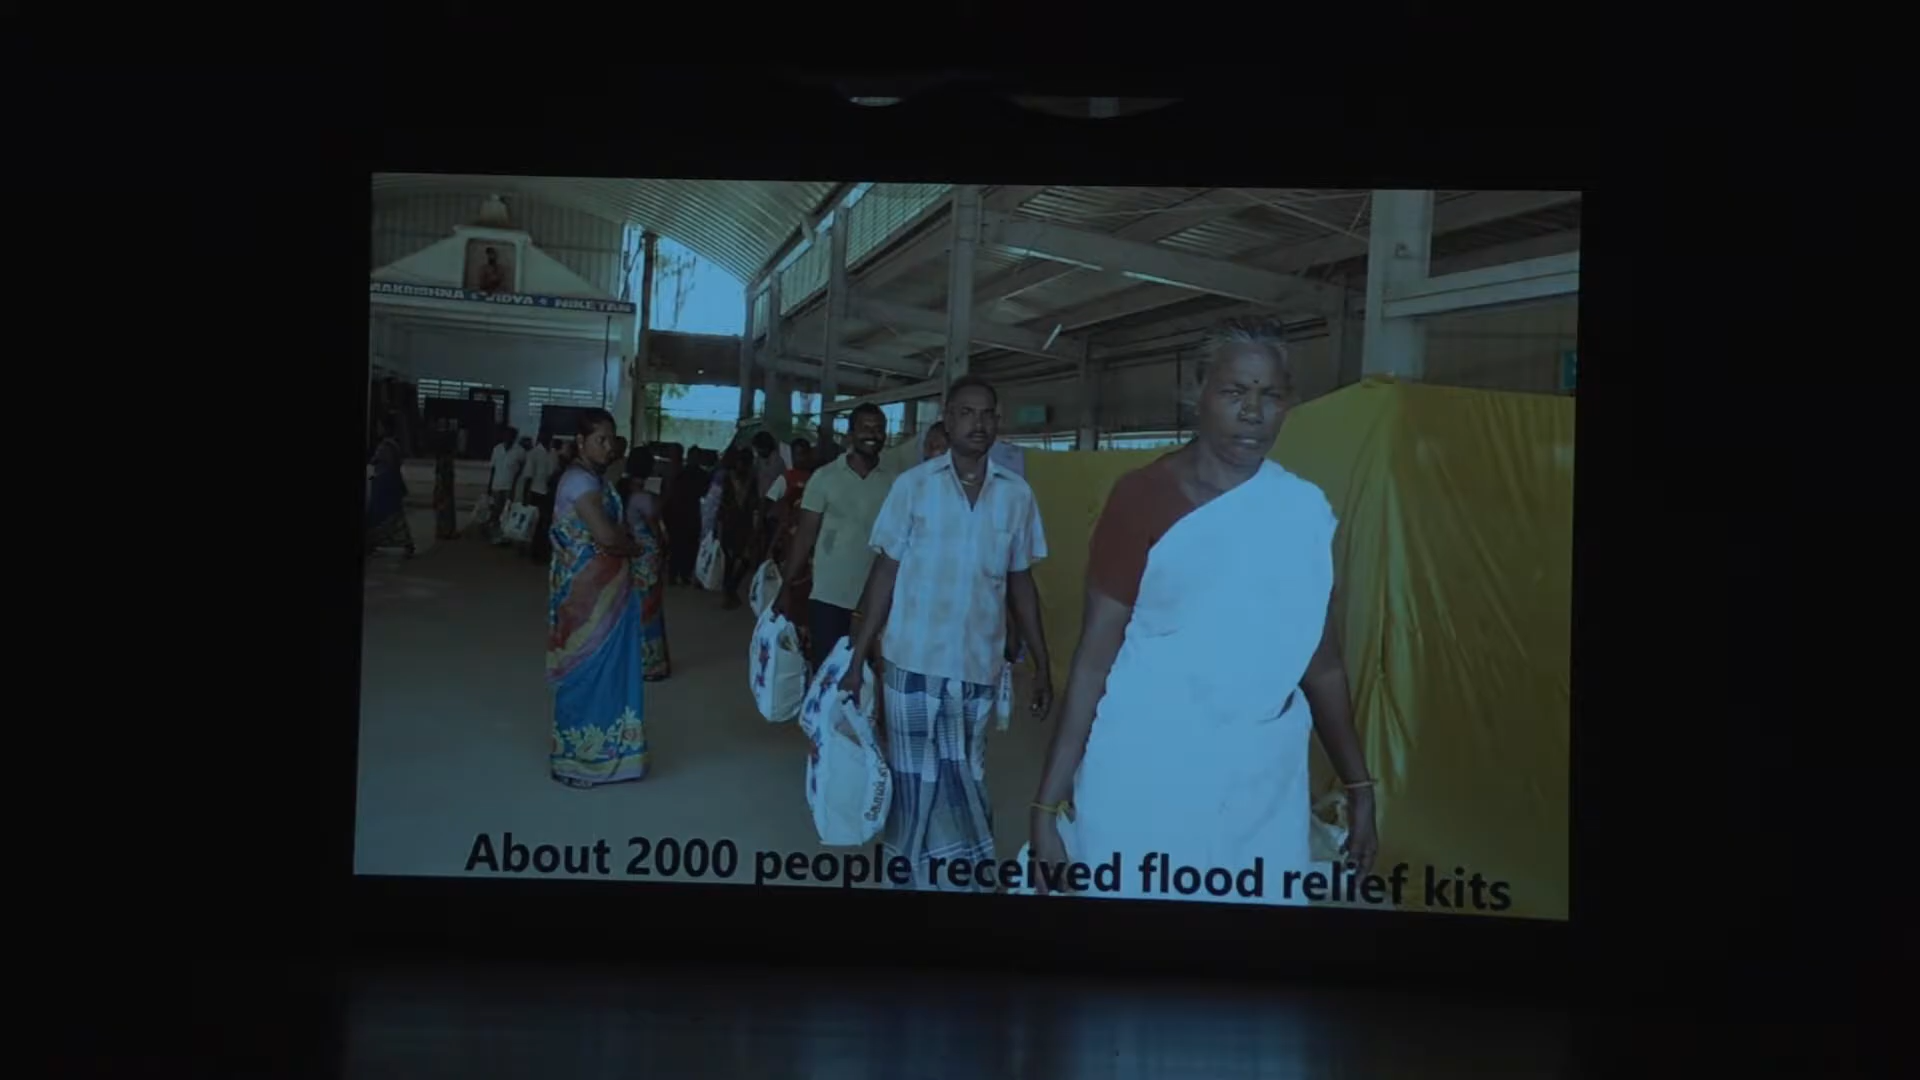 MAKRISHNA VIDYA NIKETAN
About 2000 people received flood relief kits